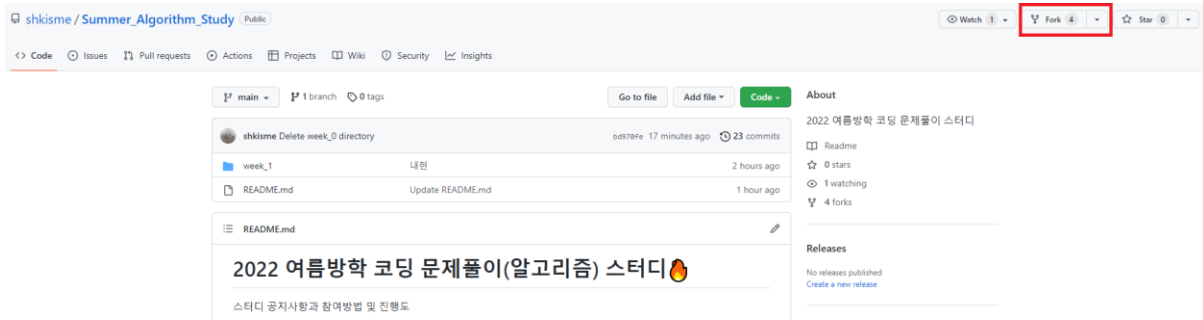 shkisme / Summer_Algorithm_Study Public
Watch 1 Fork 4 Star 0
<> Code Issues Pull requests Actions Projects Wiki Security Insights
main 1 branch 0 tags Go to file Add file Code
shkisme Delete week_0 directory bd970fe 17 minutes ago 23 commits
week_1 내현 2 hours ago
README.md Update README.md 1 hour ago
README.md
2022 여름방학 코딩 문제풀이(알고리즘) 스터디🔥
스터디 공지사항과 참여방법 및 진행도
About
2022 여름방학 코딩 문제풀이 스터디
Readme
0 stars
1 watching
4 forks
Releases
No releases published
Create a new release